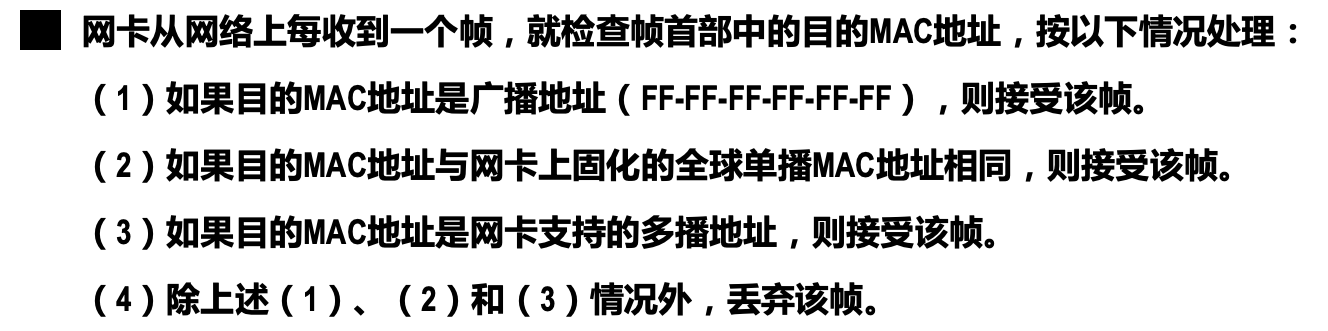 网卡从网络上每收到一个帧，就检查帧首部中的目的MAC地址，按以下情况处理：
（1）如果目的MAC地址是广播地址（FF-FF-FF-FF-FF-FF），则接受该帧。
（2）如果目的MAC地址与网卡上固化的全球单播MAC地址相同，则接受该帧。
（3）如果目的MAC地址是网卡支持的多播地址，则接受该帧。
（4）除上述（1）、（2）和（3）情况外，丢弃该帧。